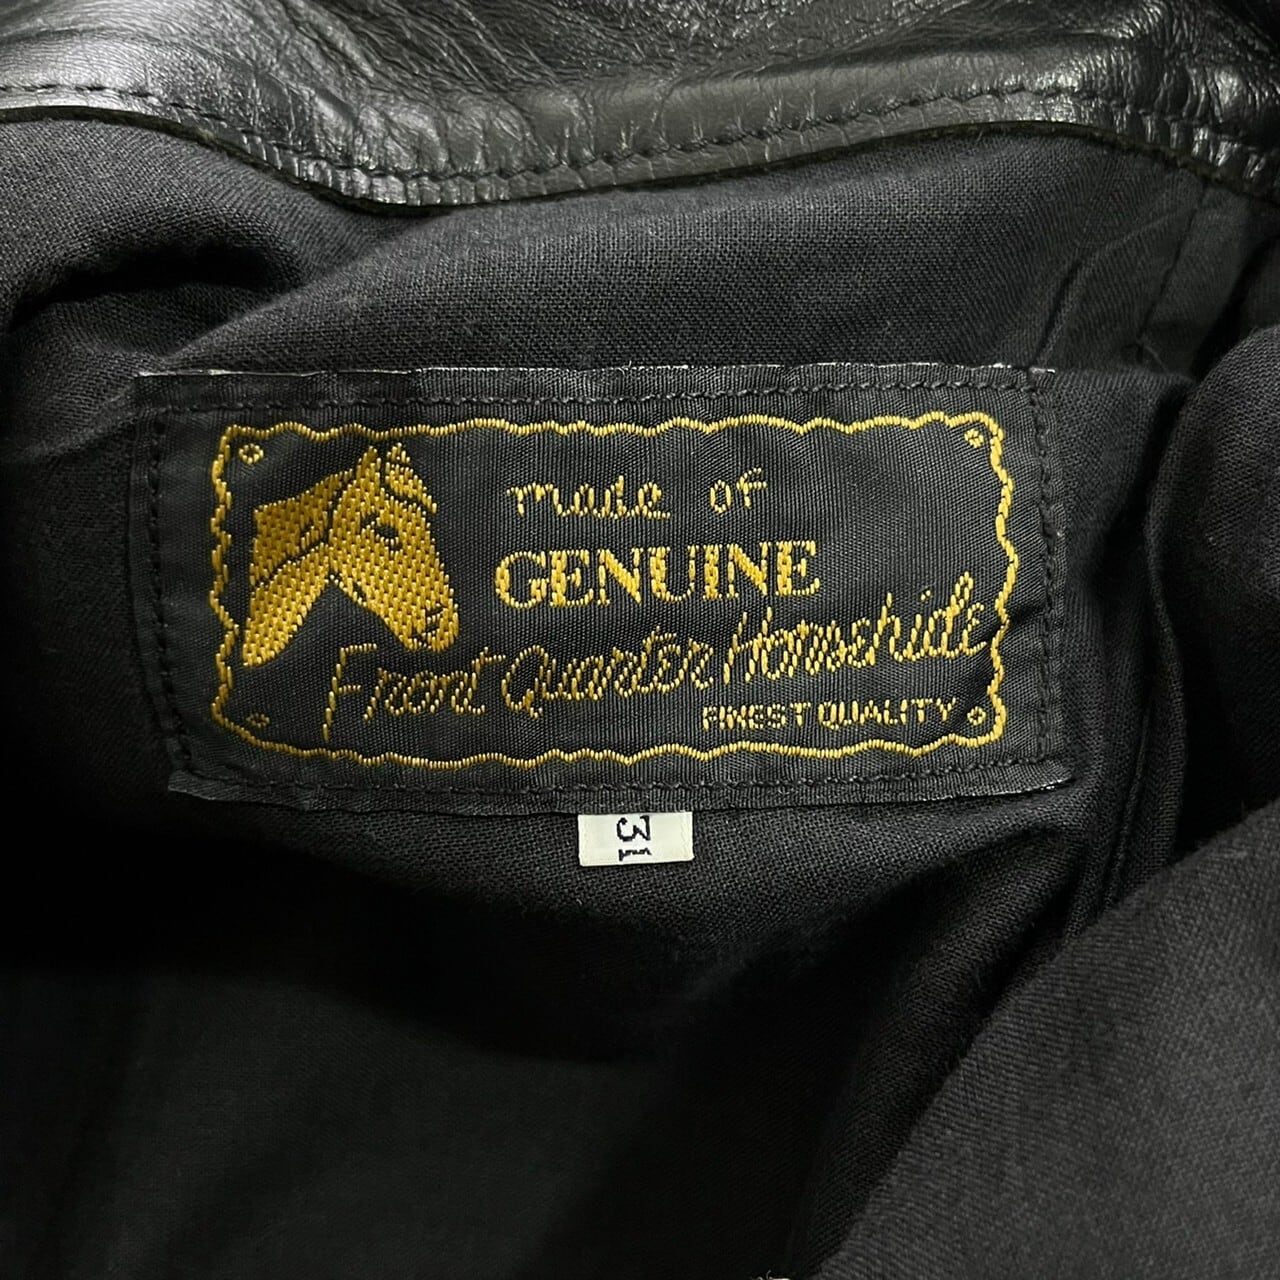 made of
GENUINE
Front Quarter Horsehide
FINEST QUALITY
31